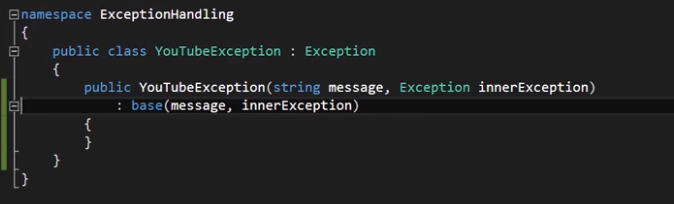 namespace ExceptionHandling
{
public class YouTubeException : Exception
{
public YouTubeException(string message, Exception innerException)
: base(message, innerException)
{
}
}
}